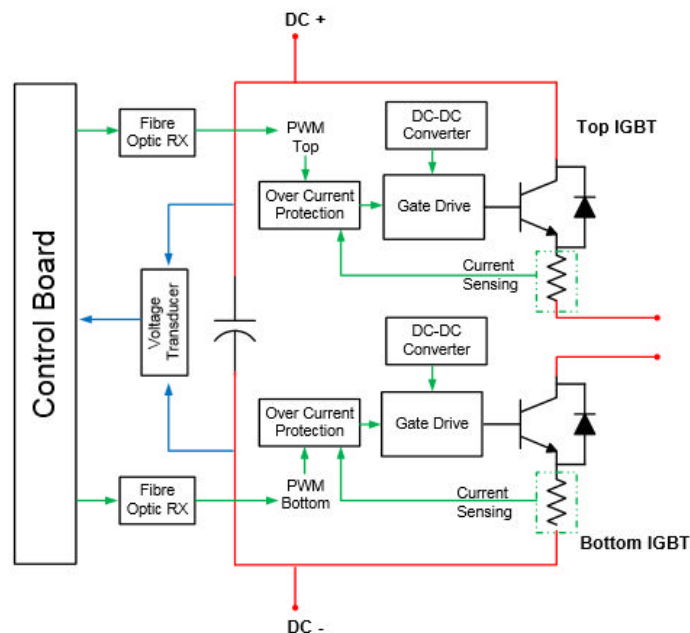 DC +
Control Board
Fibre
Optic RX
PWM
Top
DC-DC
Converter
Top IGBT
Over Current
Protection
Gate Drive
Current
Sensing
Voltage
Transducer
DC-DC
Converter
Over Current
Protection
Gate Drive
Fibre
Optic RX
PWM
Bottom
Current
Sensing
Bottom IGBT
DC -